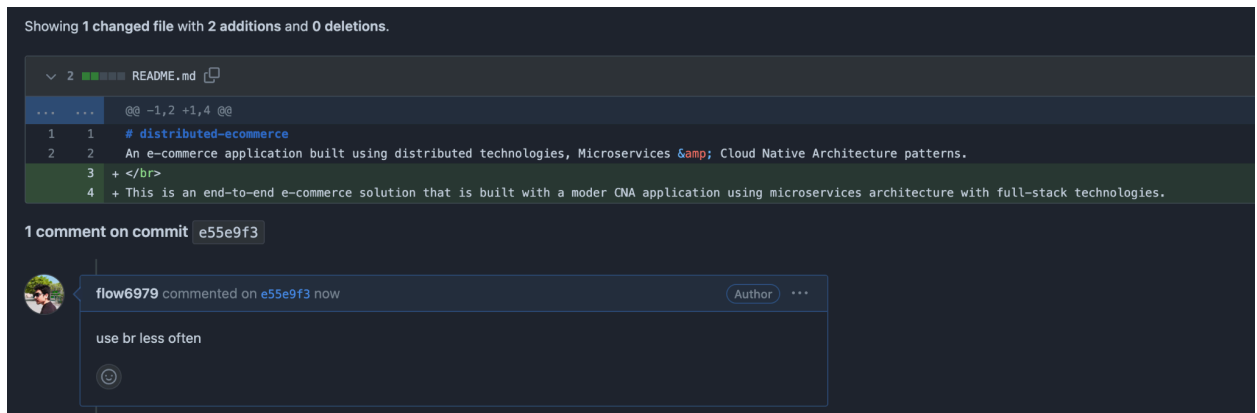 Showing 1 changed file with 2 additions and 0 deletions.
2 README.md
... ... @@ -1,2 +1,4 @@
1 1 # distributed-ecommerce
2 2 An e-commerce application built using distributed technologies, Microservices &amp; Cloud Native Architecture patterns.
3 + </br>
4 + This is an end-to-end e-commerce solution that is built with a moder CNA application using microservices architecture with full-stack technologies.
1 comment on commit e55e9f3
flow6979 commented on e55e9f3 now Author ...
use br less often